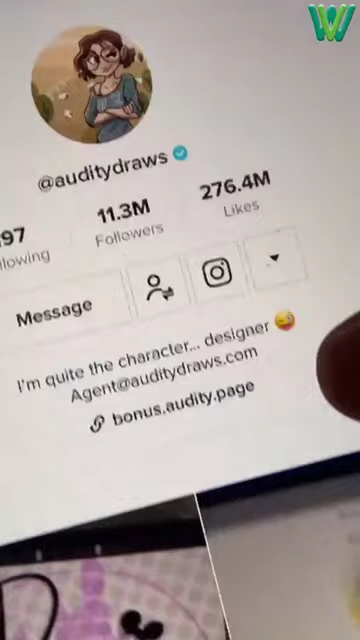 @auditydraws
97
11.3M
276.4M
llowing
Followers
Likes
Message
I'm quite the character... designer 😜
Agent@auditydraws.com
bonus.audity.page